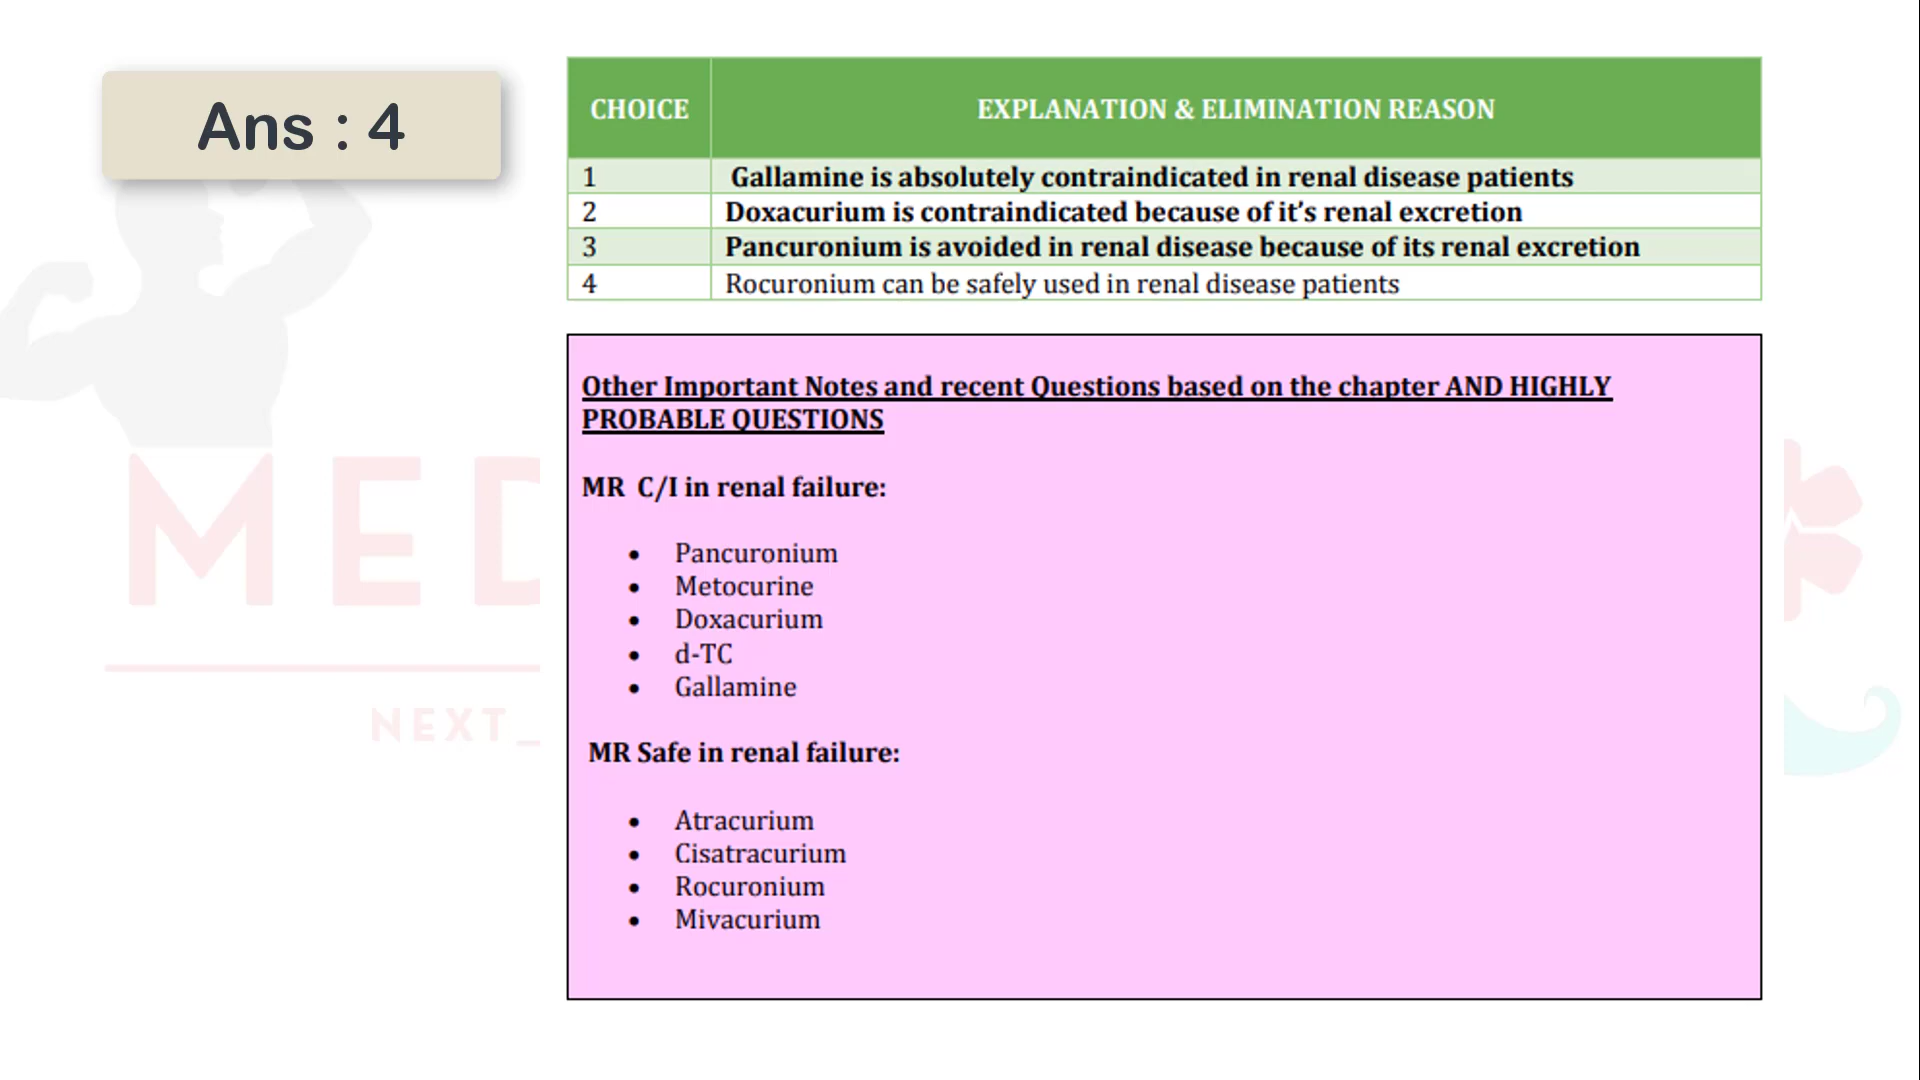 Ans : 4
CHOICE EXPLANATION & ELIMINATION REASON
1 Gallamine is absolutely contraindicated in renal disease patients
2 Doxacurium is contraindicated because of it’s renal excretion
3 Pancuronium is avoided in renal disease because of its renal excretion
4 Rocuronium can be safely used in renal disease patients
Other Important Notes and recent Questions based on the chapter AND HIGHLY
PROBABLE QUESTIONS
MR C/I in renal failure:
• Pancuronium
• Metocurine
• Doxacurium
• d-TC
• Gallamine
MR Safe in renal failure:
• Atracurium
• Cisatracurium
• Rocuronium
• Mivacurium
MED
NEXT_